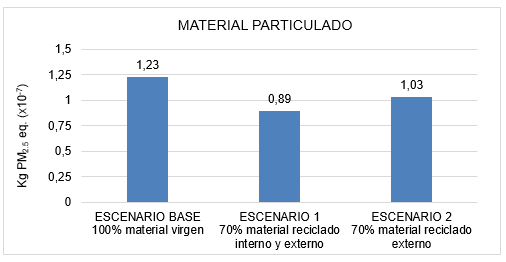 MATERIAL PARTICULADO
Kg PM2.5 eq. (x10-7)
1,5
1,25
1
0,75
0,5
0,25
0
1,23
0,89
1,03
ESCENARIO BASE
100% material virgen
ESCENARIO 1
70% material reciclado
interno y externo
ESCENARIO 2
70% material reciclado
externo